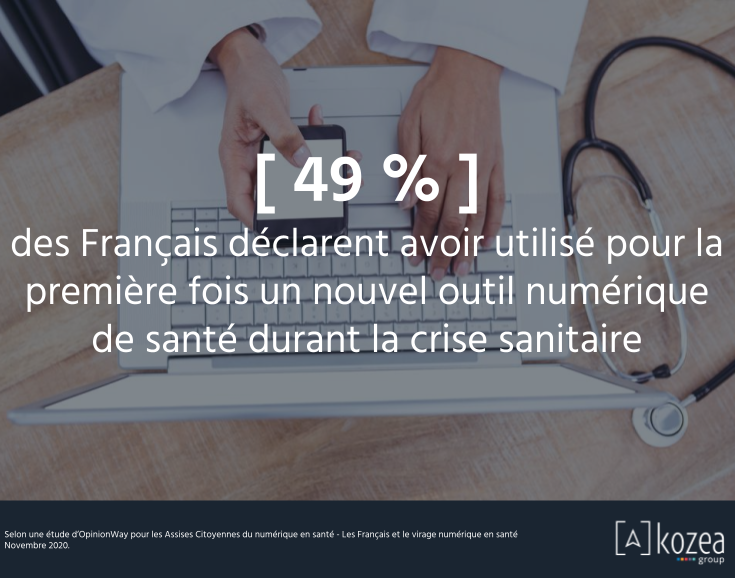 [ 49 % ]
des Français déclarent avoir utilisé pour la
première fois un nouvel outil numérique
de santé durant la crise sanitaire
Selon une étude d'OpinionWay pour les Assises Citoyennes du numérique en santé - Les Français et le virage numérique en santé
Novembre 2020.
[A]kozea
group